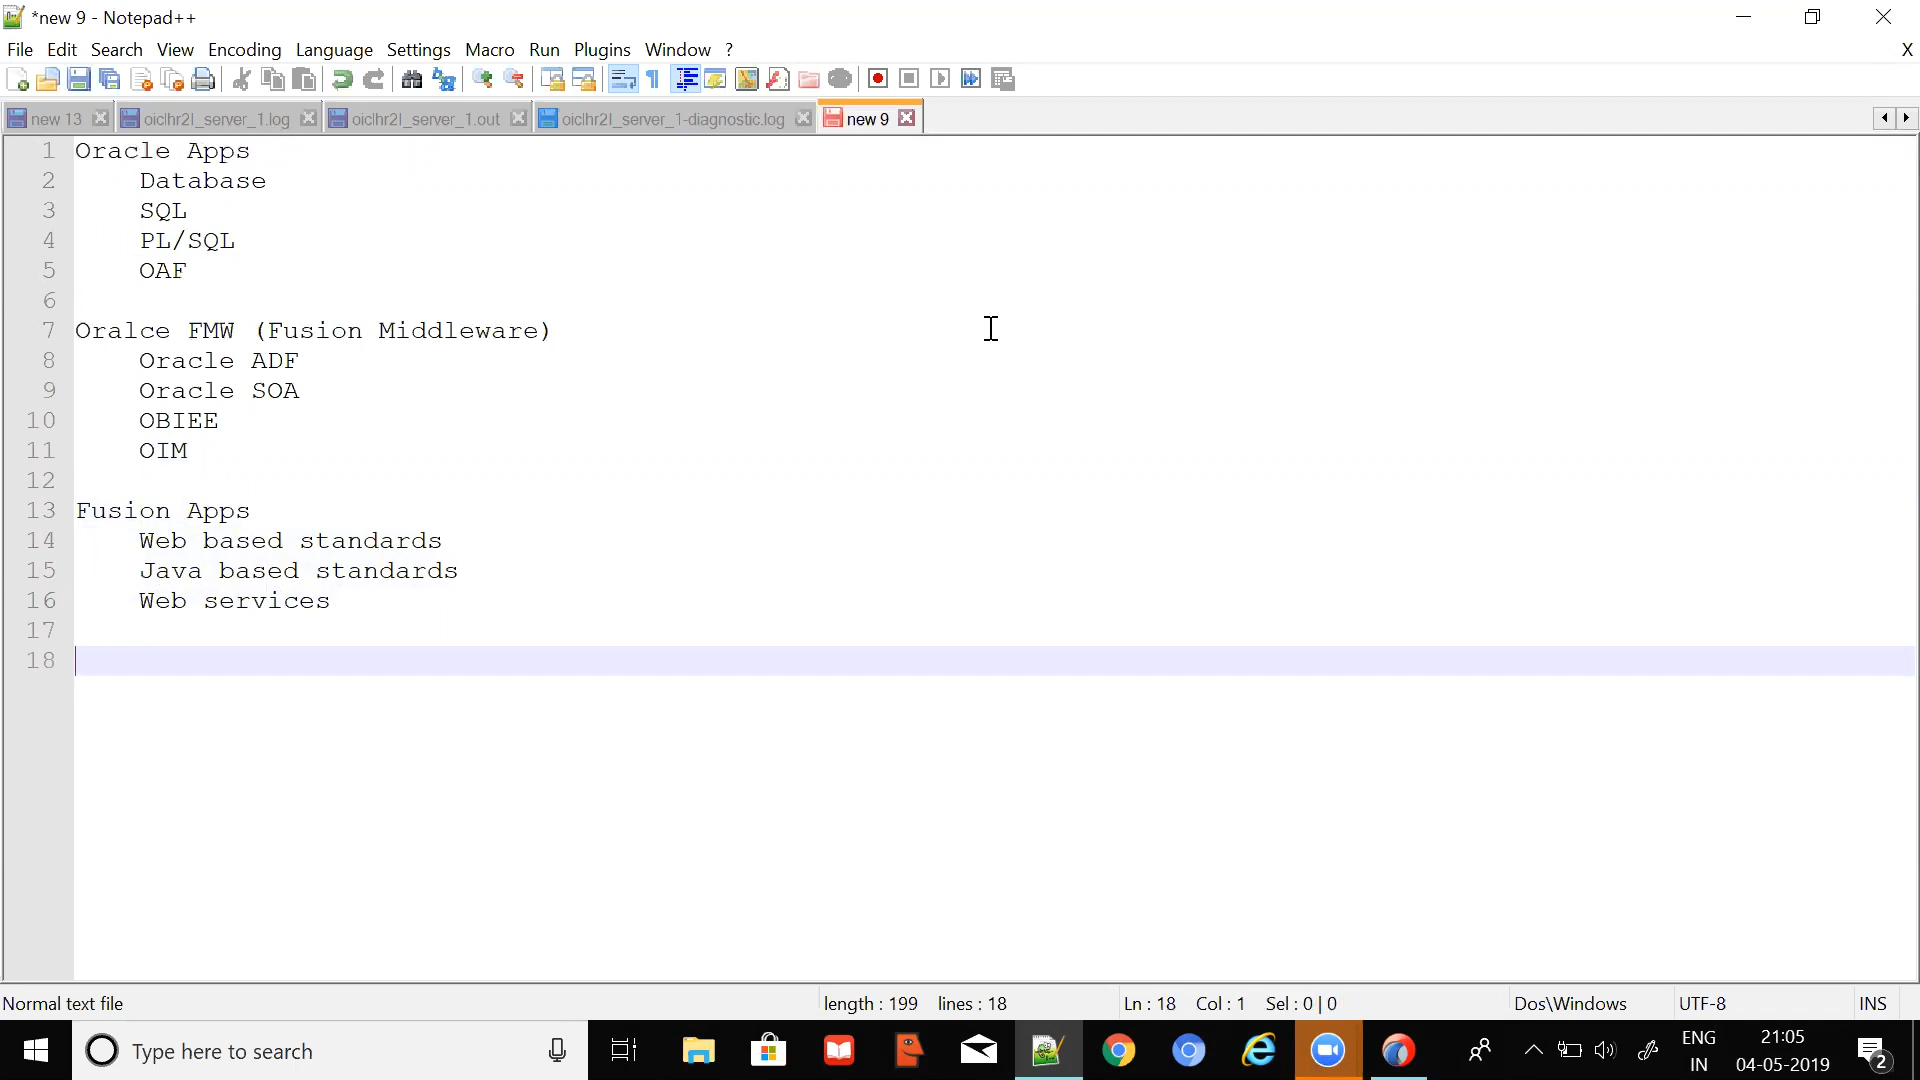 *new 9 - Notepad++
File Edit Search View Encoding Language Settings Macro Run Plugins Window ? X
new 13 oiclhr2l_server_1.log oiclhr2l_server_1.out oiclhr2l_server_1-diagnostic.log new 9
1 Oracle Apps
2 Database
3 SQL
4 PL/SQL
5 OAF
6
7 Oralce FMW (Fusion Middleware)
8 Oracle ADF
9 Oracle SOA
10 OBIEE
11 OIM
12
13 Fusion Apps
14 Web based standards
15 Java based standards
16 Web services
17
18
Normal text file length : 199 lines : 18 Ln : 18 Col : 1 Sel : 0 | 0 Dos\Windows UTF-8 INS
Type here to search
ENG
IN
21:05
04-05-2019
2